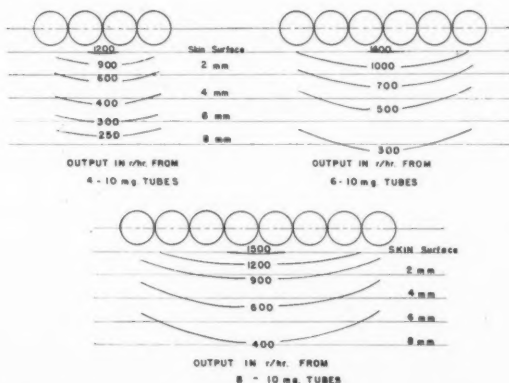 1200 Skin Surface
900 2 mm 1000
600 700
400 4 mm 500
300 6 mm
250 8 mm 300
OUTPUT IN r/hr. FROM
4 - 10 mg. TUBES
OUTPUT IN r/hr. FROM
6 - 10 mg. TUBES
1500 SKIN Surface
1200
900 2 mm
600 4 mm
6 mm
400 8 mm
OUTPUT IN r/hr. FROM
8 - 10 mg. TUBES